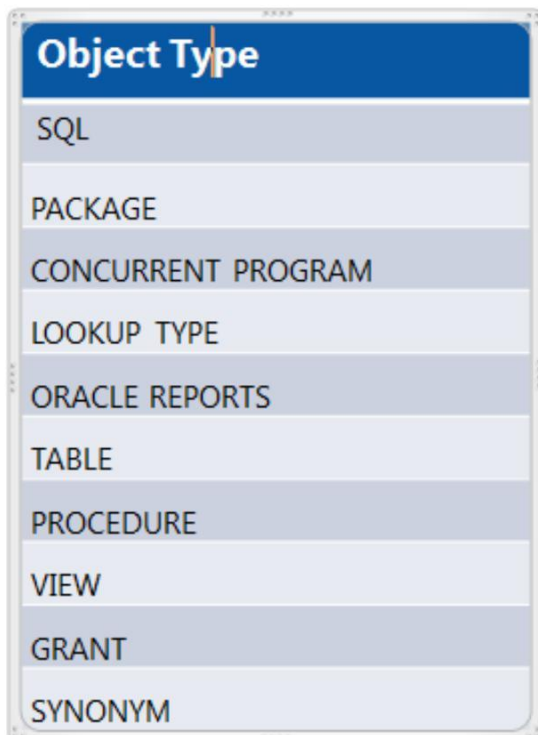 Object Type
SQL
PACKAGE
CONCURRENT PROGRAM
LOOKUP TYPE
ORACLE REPORTS
TABLE
PROCEDURE
VIEW
GRANT
SYNONYM